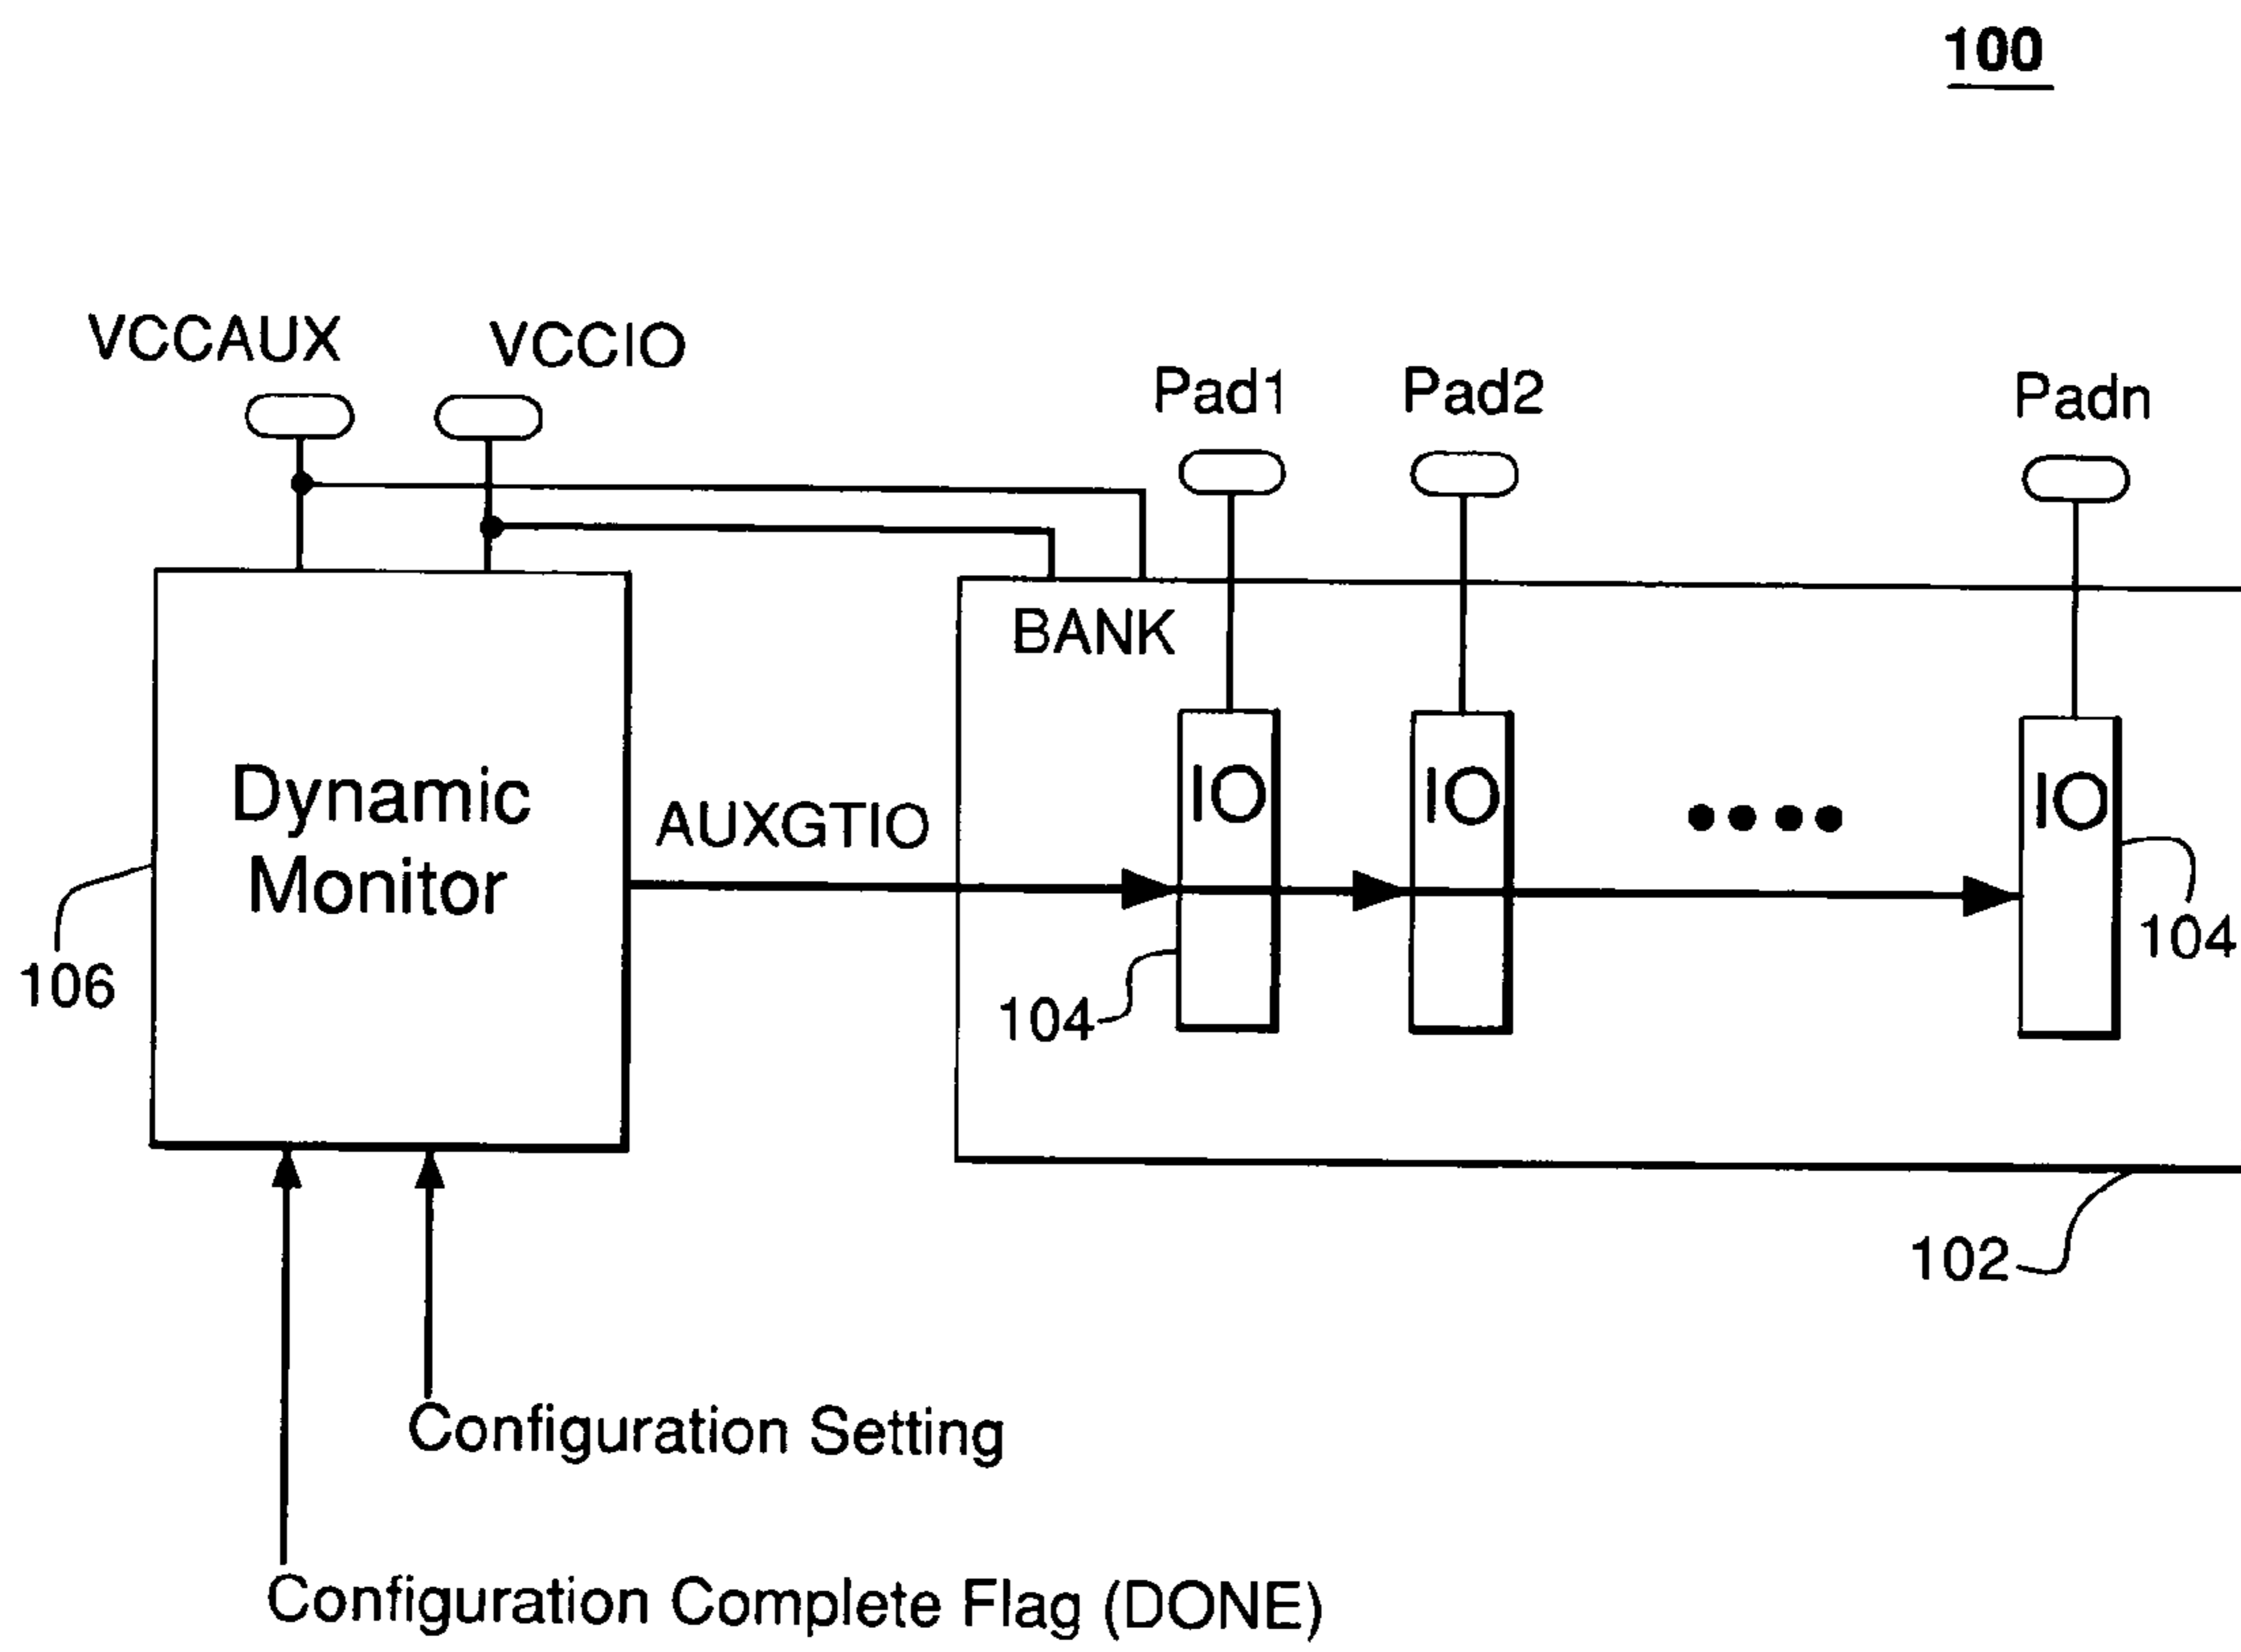 100
VCCAUX
VCCIO
Pad1
Pad2
Padn
BANK
IO
IO
IO
Dynamic
Monitor
AUXGTIO
106
104
104
102
Configuration Setting
Configuration Complete Flag (DONE)